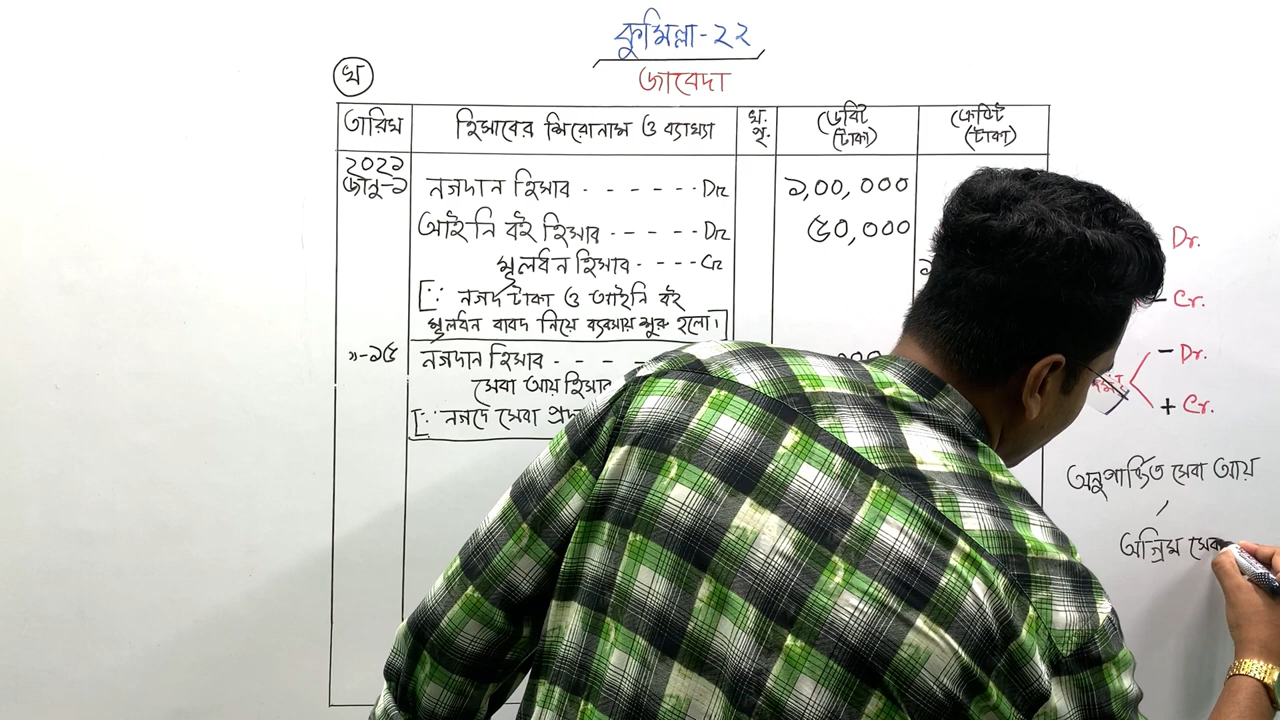 কুমিল্লা-২২
জাবেদা
খ
তারিখ হিসাবের শিরোনাম ও ব্যাখ্যা খ. পৃ. ডেবিট (টাকা) ক্রেডিট (টাকা)
২০২১
জানু-১ নগদান হিসাব - - - - - - - Dr ১,০০,০০০
আইনি বই হিসাব - - - - - Dr ৫০,০০০
মূলধন হিসাব - - - - - Cr
[∵ নগদ টাকা ও আইনি বই
মূলধন বাবদ নিয়ে ব্যবসায় শুরু হলো।]
"-১৫ নগদান হিসাব - - - -
সেবা আয় হিসাব
[∵ নগদে সেবা
Dr.
- Cr.
- Dr.
+ Cr.
অনুপার্জিত সেবা আয়
অগ্রিম